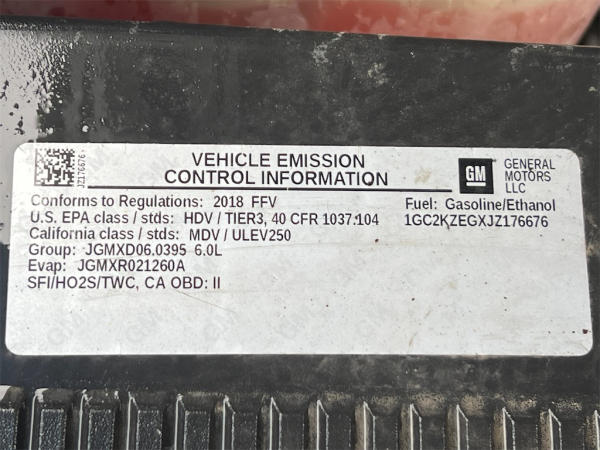 JZ176676
VEHICLE EMISSION
CONTROL INFORMATION
GM
GENERAL
MOTORS
LLC
Conforms to Regulations: 2018 FFV
Fuel: Gasoline/Ethanol
U.S. EPA class / stds: HDV / TIER3, 40 CFR 1037.104
1GC2KZEGXJZ176676
California class / stds: MDV / ULEV250
Group: JGMXD06.0395 6.0L
Evap: JGMXR021260A
SFI/HO2S/TWC, CA OBD: II